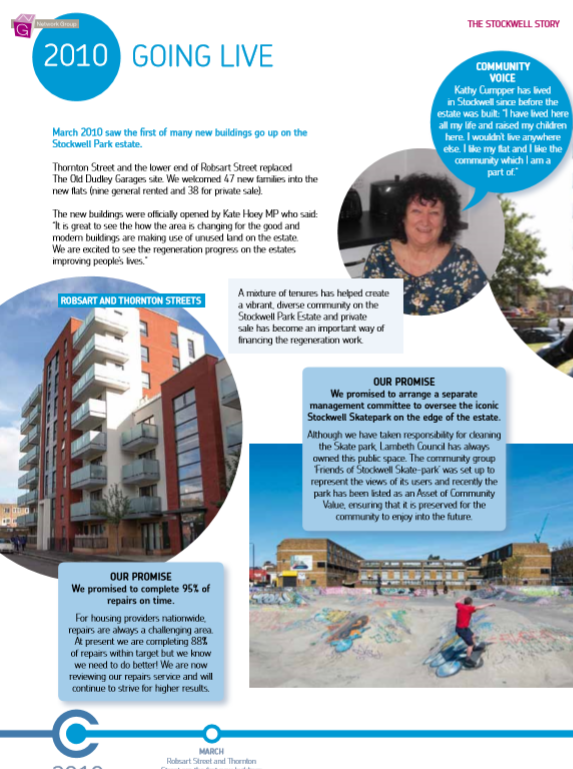 G Network Group
THE STOCKWELL STORY
2010 GOING LIVE
March 2010 saw the first of many new buildings go up on the
Stockwell Park estate.
Thornton Street and the lower end of Robsart Street replaced
The Old Dudley Garages site. We welcomed 47 new families into the
new flats (nine general rented and 38 for private sale).
The new buildings were officially opened by Kate Hoey MP who said:
"It is great to see the how the area is changing for the good and
modern buildings are making use of unused land on the estate.
We are excited to see the regeneration progress on the estates
improving people's lives."
COMMUNITY
VOICE
Kathy Cumpper has lived
in Stockwell since before the
estate was built: "I have lived here
all my life and raised my children
here. I wouldn't live anywhere
else. I like my flat and I like the
community which I am a
part of."
ROBSART AND THORNTON STREETS
A mixture of tenures has helped create
a vibrant, diverse community on the
Stockwell Park Estate and private
sale has become an important way of
financing the regeneration work.
OUR PROMISE
We promised to arrange a separate
management committee to oversee the iconic
Stockwell Skatepark on the edge of the estate.
Although we have taken responsibility for cleaning
the Skate park, Lambeth Council has always
owned this public space. The community group
'Friends of Stockwell Skate-park' was set up to
represent the views of its users and recently the
park has been listed as an Asset of Community
Value, ensuring that it is preserved for the
community to enjoy into the future.
OUR PROMISE
We promised to complete 95% of
repairs on time.
For housing providers nationwide,
repairs are always a challenging area.
At present we are completing 88%
of repairs within target but we know
we need to do better! We are now
reviewing our repairs service and will
continue to strive for higher results.
2010
MARCH
Robsart Street and Thornton